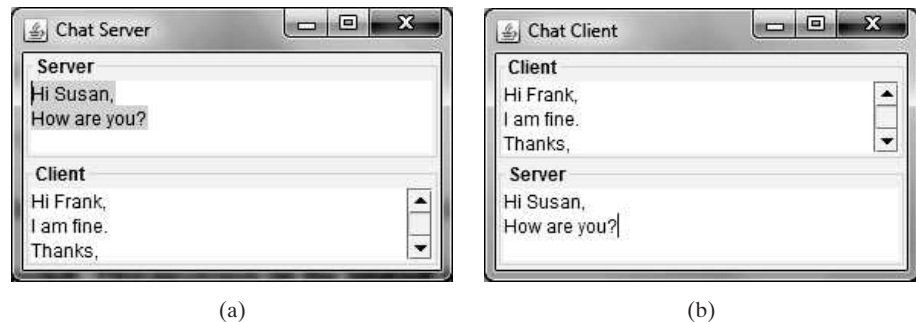 Chat Server
Server
Hi Susan,
How are you?
Client
Hi Frank,
I am fine.
Thanks,
(a)
Chat Client
Client
Hi Frank,
I am fine.
Thanks,
Server
Hi Susan,
How are you?
(b)